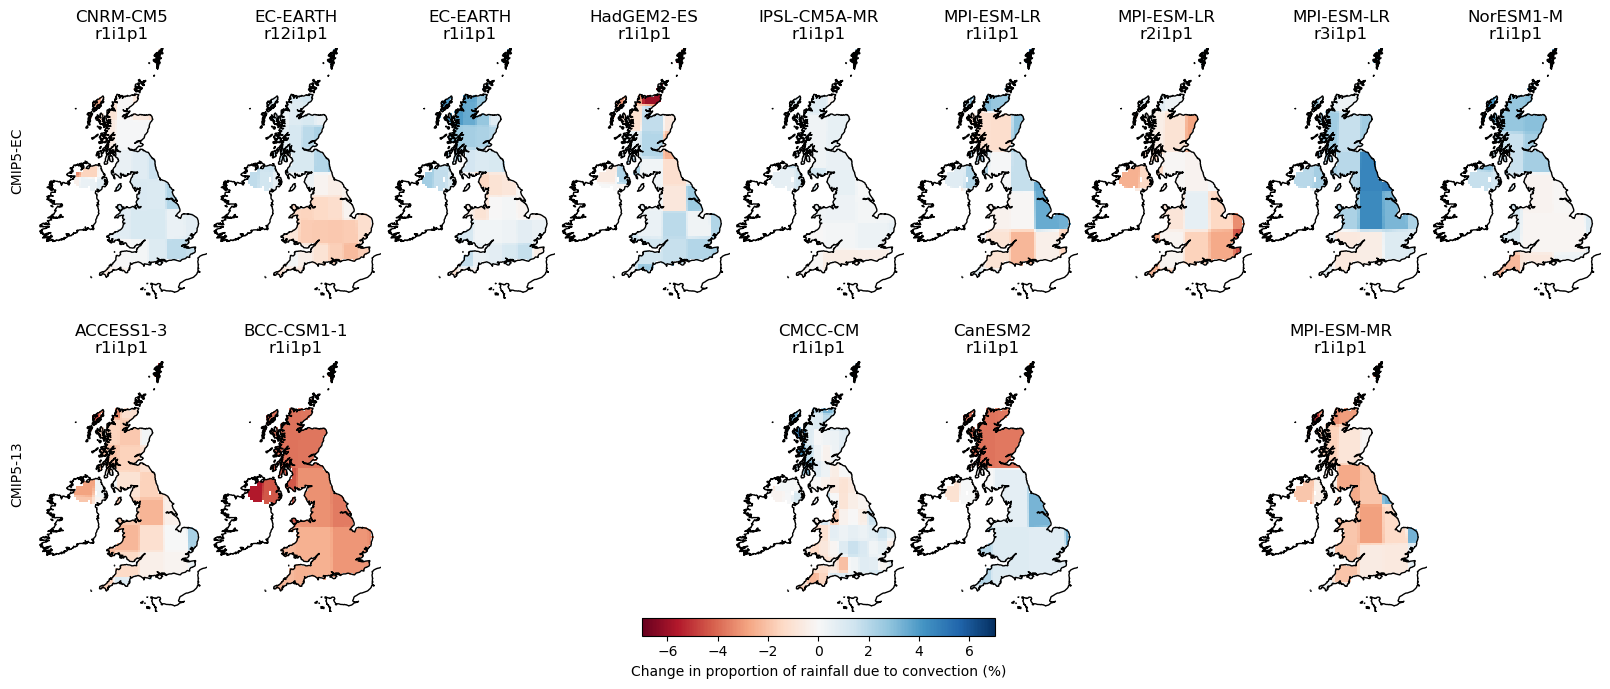 CNRM-CM5
r1i1p1
EC-EARTH
r12i1p1
EC-EARTH
r1i1p1
HadGEM2-ES
r1i1p1
IPSL-CM5A-MR
r1i1p1
MPI-ESM-LR
r1i1p1
MPI-ESM-LR
r2i1p1
MPI-ESM-LR
r3i1p1
NorESM1-M
r1i1p1
CMIP5-EC
ACCESS1-3
r1i1p1
BCC-CSM1-1
r1i1p1
CMCC-CM
r1i1p1
CanESM2
r1i1p1
MPI-ESM-MR
r1i1p1
CMIP5-13
−6 −4 −2 0 2 4 6
Change in proportion of rainfall due to convection (%)